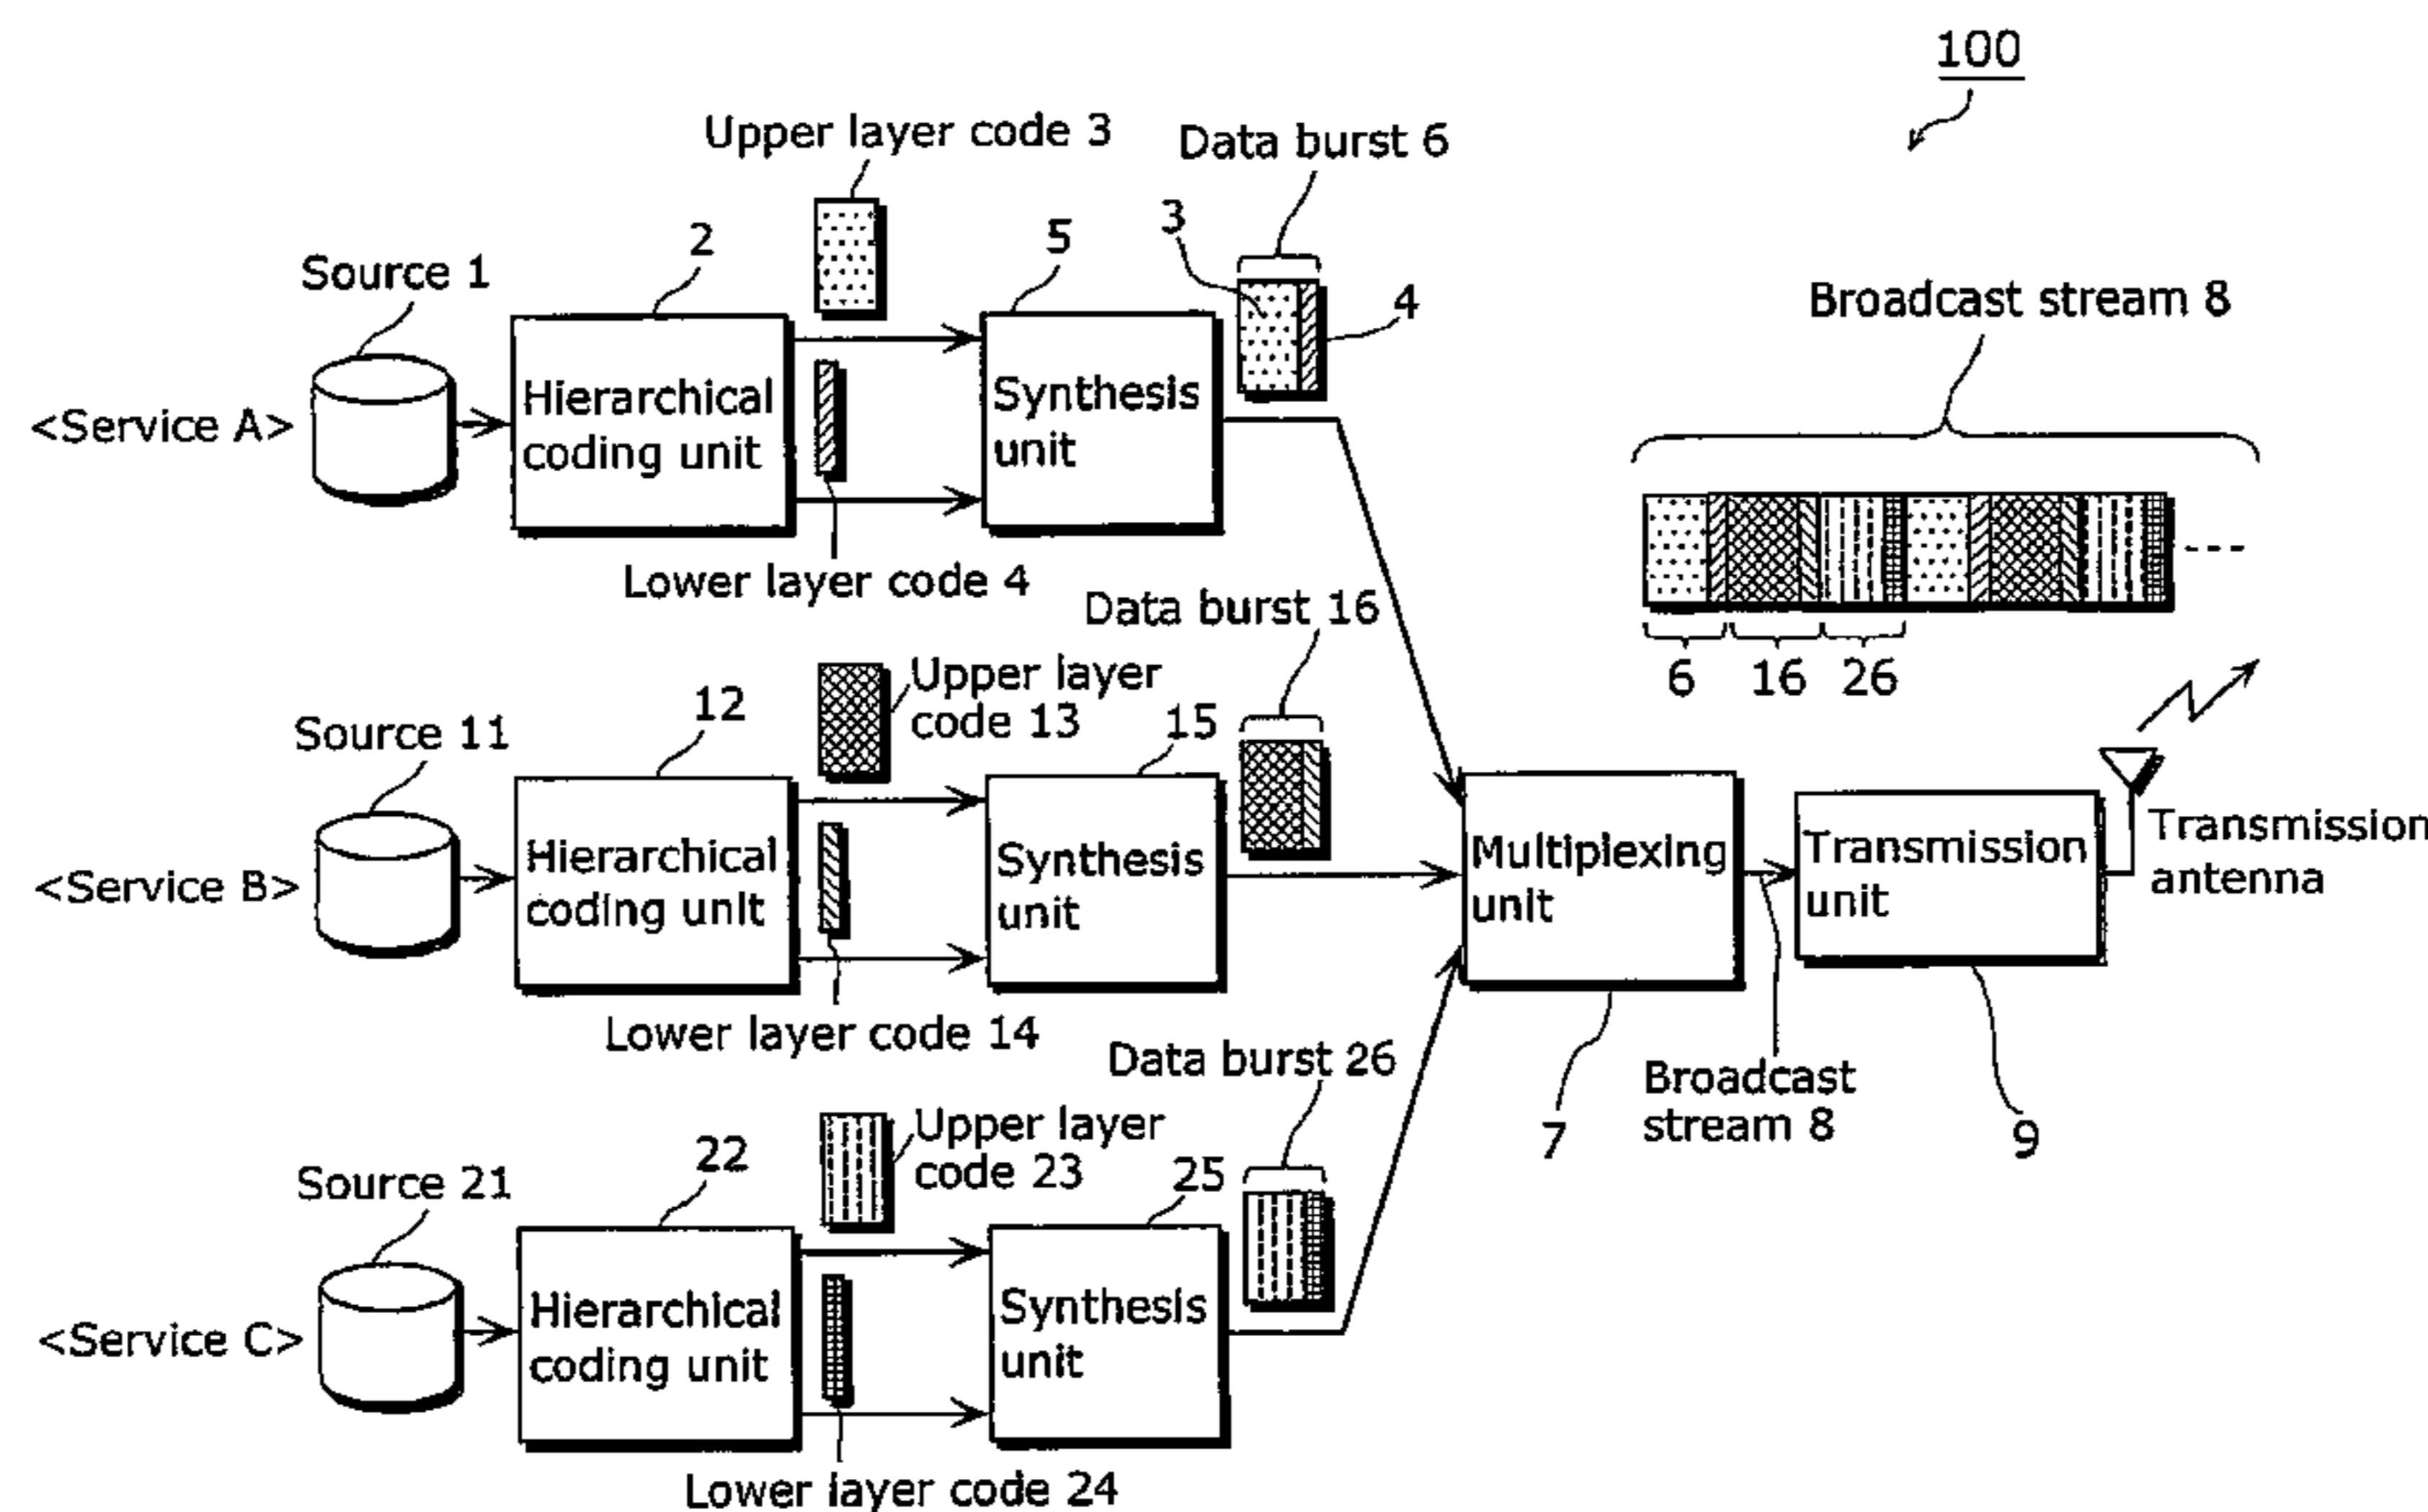 100
Upper layer code 3
Data burst 6
2
5
3
4
Source 1
Broadcast stream 8
<Service A>
Hierarchical
coding unit
Synthesis
unit
Lower layer code 4
Data burst 16
6 16 26
Upper layer
code 13
12
15
Source 11
<Service B>
Hierarchical
coding unit
Synthesis
unit
Multiplexing
unit
Transmission
unit
Transmission
antenna
Lower layer code 14
Data burst 26
Broadcast
stream 8
7
9
Upper layer
code 23
22
25
Source 21
<Service C>
Hierarchical
coding unit
Synthesis
unit
Lower layer code 24